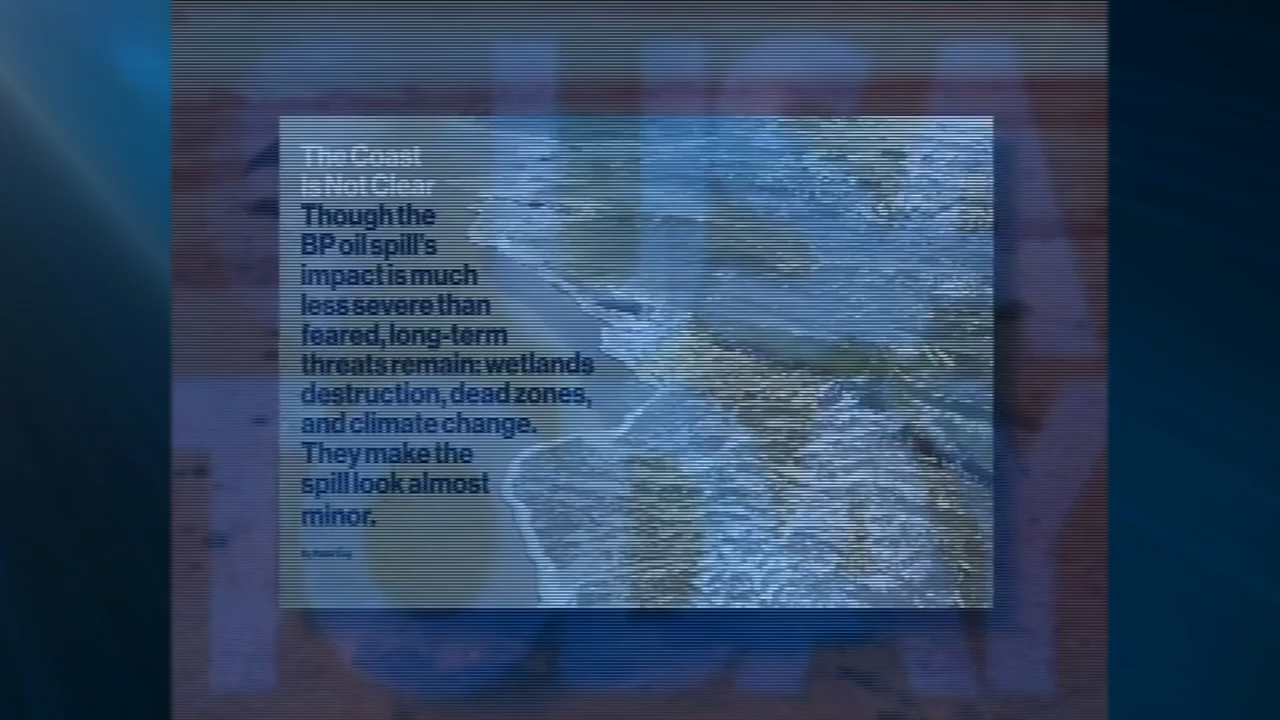 The Coast
Is Not Clear
Though the
BP oil spill's
impact is much
less severe than
feared, long-term
threats remain: wetlands
destruction, dead zones,
and climate change.
They make the
spill look almost
minor.